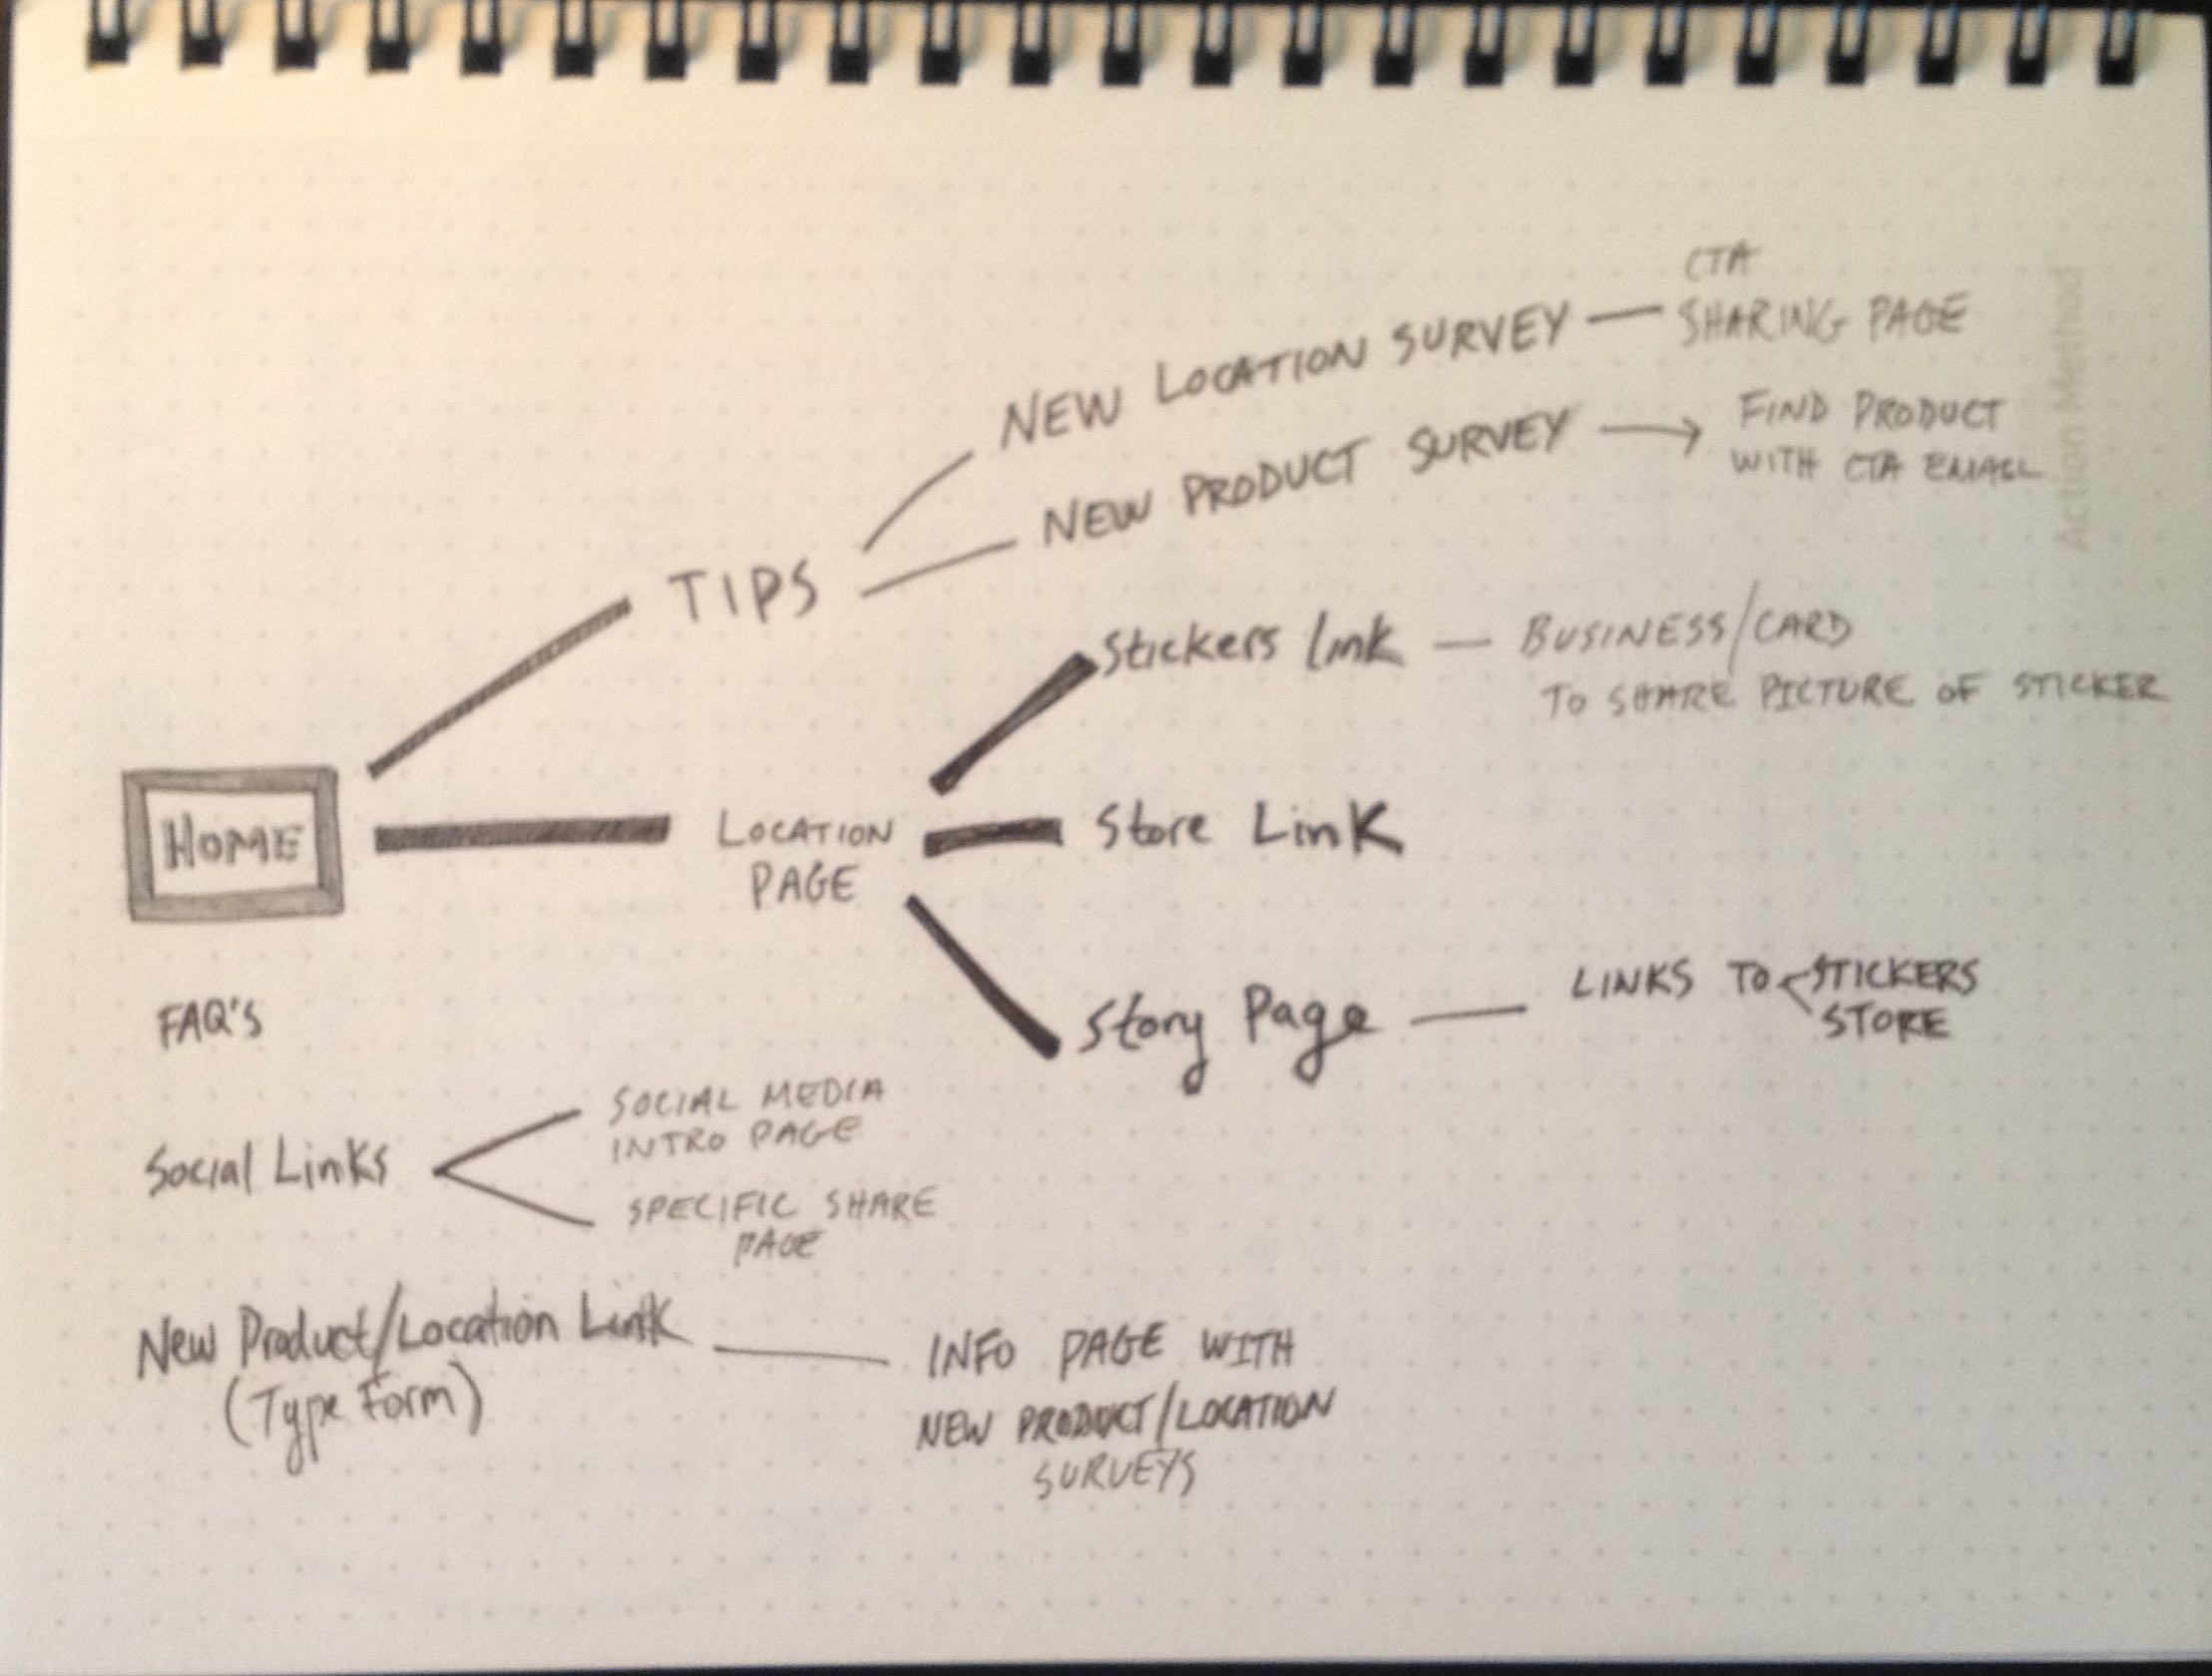 CTA
SHARING PAGE
NEW LOCATION SURVEY
FIND PRODUCT
WITH CTA EMAIL
NEW PRODUCT SURVEY
Action Method
TIPS
Stickers link
BUSINESS/CARD
TO SHARE PICTURE OF STICKER
HOME
LOCATION
PAGE
Store Link
Story Page
LINKS TO STICKERS
STORE
FAQ'S
Social Links
SOCIAL MEDIA
INTRO PAGE
SPECIFIC SHARE
PAGE
New Product/Location Link
(Type Form)
INFO PAGE WITH
NEW PRODUCT/LOCATION
SURVEYS